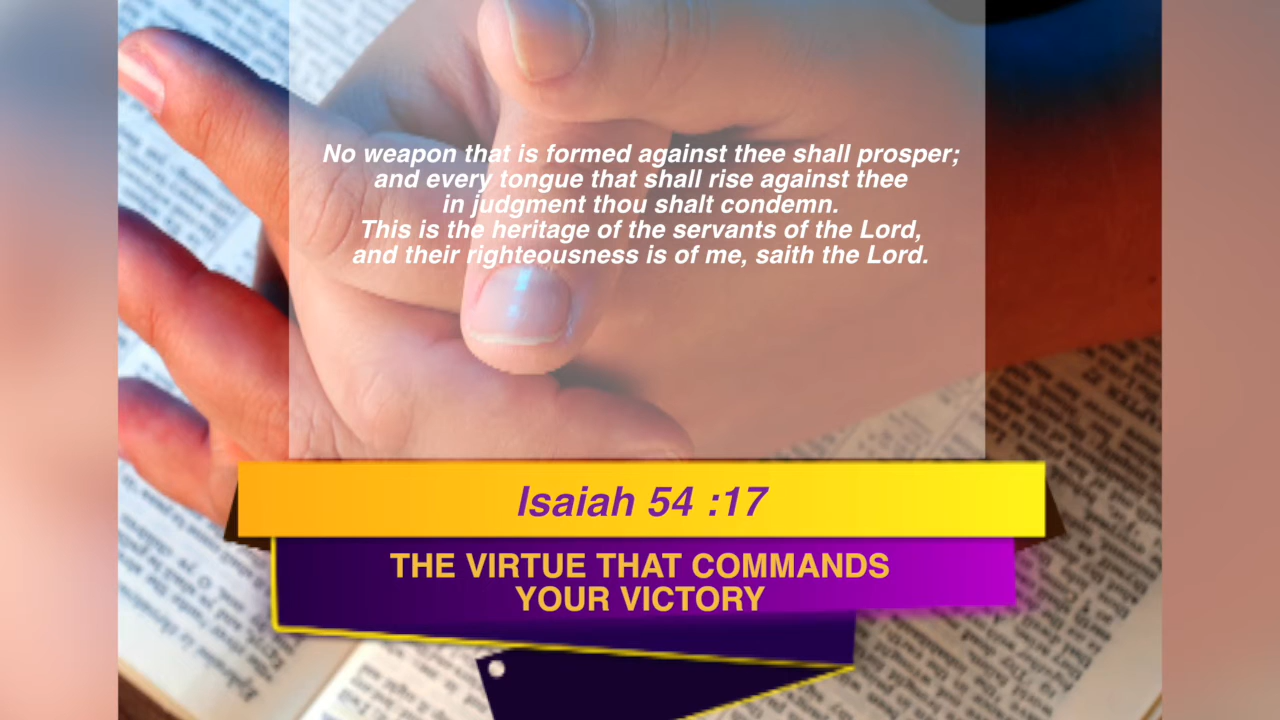 No weapon that is formed against thee shall prosper;
and every tongue that shall rise against thee
in judgment thou shalt condemn.
This is the heritage of the servants of the Lord,
and their righteousness is of me, saith the Lord.
Isaiah 54 :17
THE VIRTUE THAT COMMANDS
YOUR VICTORY